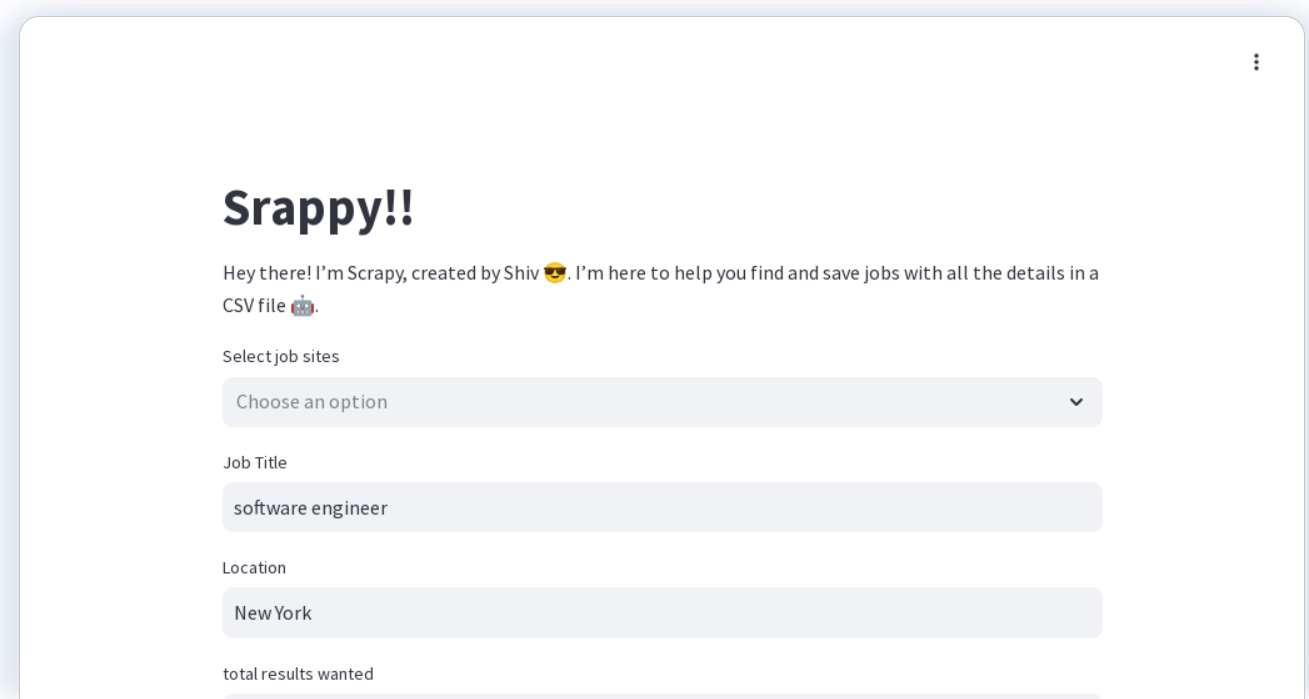 Srappy!!
Hey there! I’m Scrapy, created by Shiv 😎. I’m here to help you find and save jobs with all the details in a
CSV file 🤖.
Select job sites
Choose an option
Job Title
software engineer
Location
New York
total results wanted